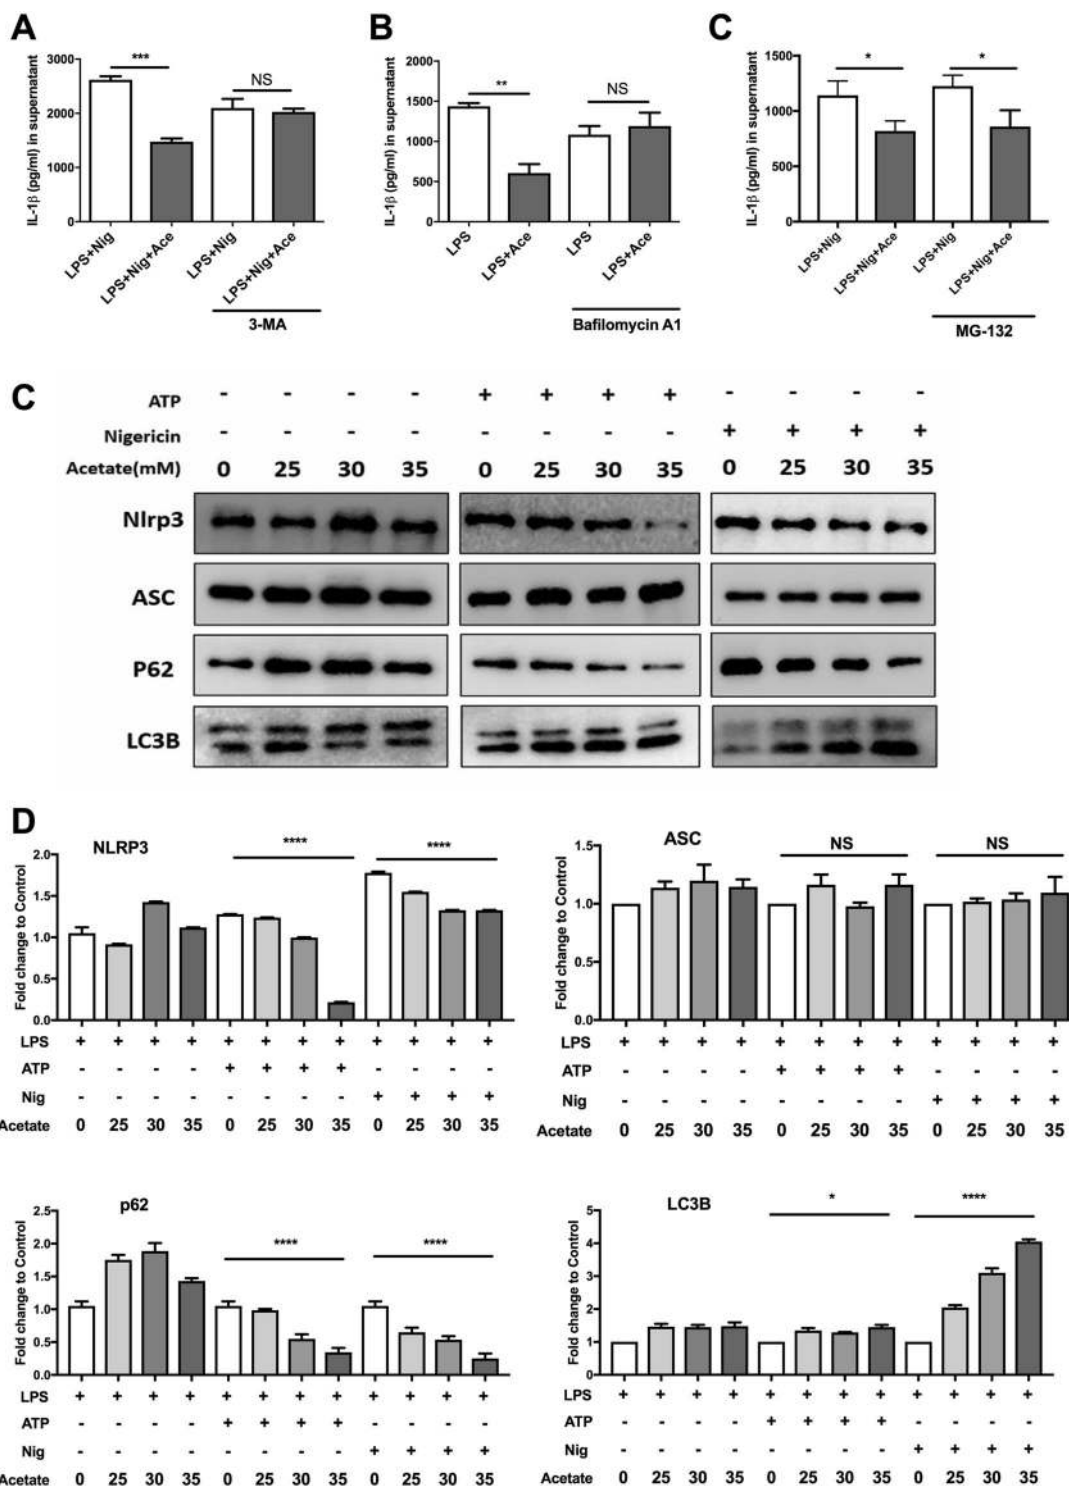 A
B
C
IL-1β (pg/ml) in supernatant
3000
2000
1000
0
***
NS
LPS+Nig
LPS+Nig+Ace
LPS+Nig
LPS+Nig+Ace
3-MA
IL-1β (pg/ml) in supernatant
2000
1500
1000
500
0
**
NS
LPS
LPS+Ace
LPS
LPS+Ace
Bafilomycin A1
IL-1β (pg/ml) in supernatant
1500
1000
500
0
*
*
LPS+Nig
LPS+Nig+Ace
LPS+Nig
LPS+Nig+Ace
MG-132
C
ATP - - - - + + + + - - - -
Nigericin - - - - - - - - + + + +
Acetate(mM) 0 25 30 35 0 25 30 35 0 25 30 35
Nlrp3
ASC
P62
LC3B
D
NLRP3
Fold change to Control
2.0
1.5
1.0
0.5
0.0
****
****
LPS + + + + + + + + + + + +
ATP - - - - + + + + - - - -
Nig - - - - - - - - + + + +
Acetate 0 25 30 35 0 25 30 35 0 25 30 35
ASC
Fold change to Control
1.5
1.0
0.5
0.0
NS
NS
LPS + + + + + + + + + + + +
ATP - - - - + + + + - - - -
Nig - - - - - - - - + + + +
Acetate 0 25 30 35 0 25 30 35 0 25 30 35
p62
Fold change to Control
2.5
2.0
1.5
1.0
0.5
0.0
****
****
LPS + + + + + + + + + + + +
ATP - - - - + + + + - - - -
Nig - - - - - - - - + + + +
Acetate 0 25 30 35 0 25 30 35 0 25 30 35
LC3B
Fold change to Control
5
4
3
2
1
0
*
****
LPS + + + + + + + + + + + +
ATP - - - - + + + + - - - -
Nig - - - - - - - - + + + +
Acetate 0 25 30 35 0 25 30 35 0 25 30 35